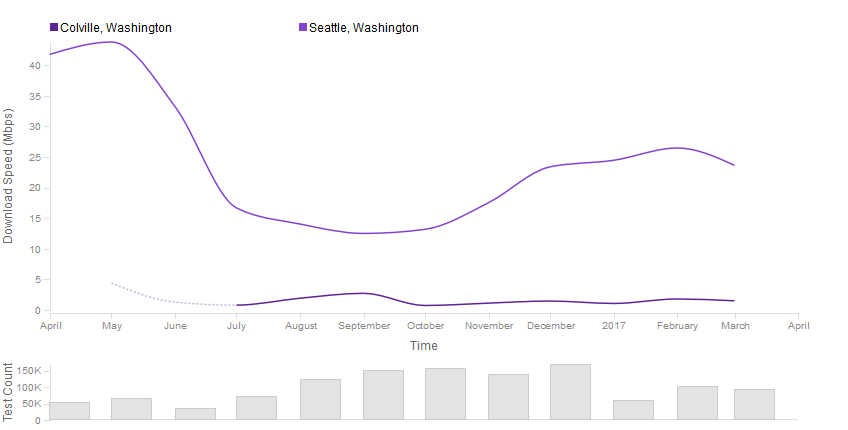 Colville, Washington Seattle, Washington
Download Speed (Mbps)
40
35
30
25
20
15
10
5
0
April May June July August September October November December 2017 February March April
Time
Test Count
150K
100K
50K
0